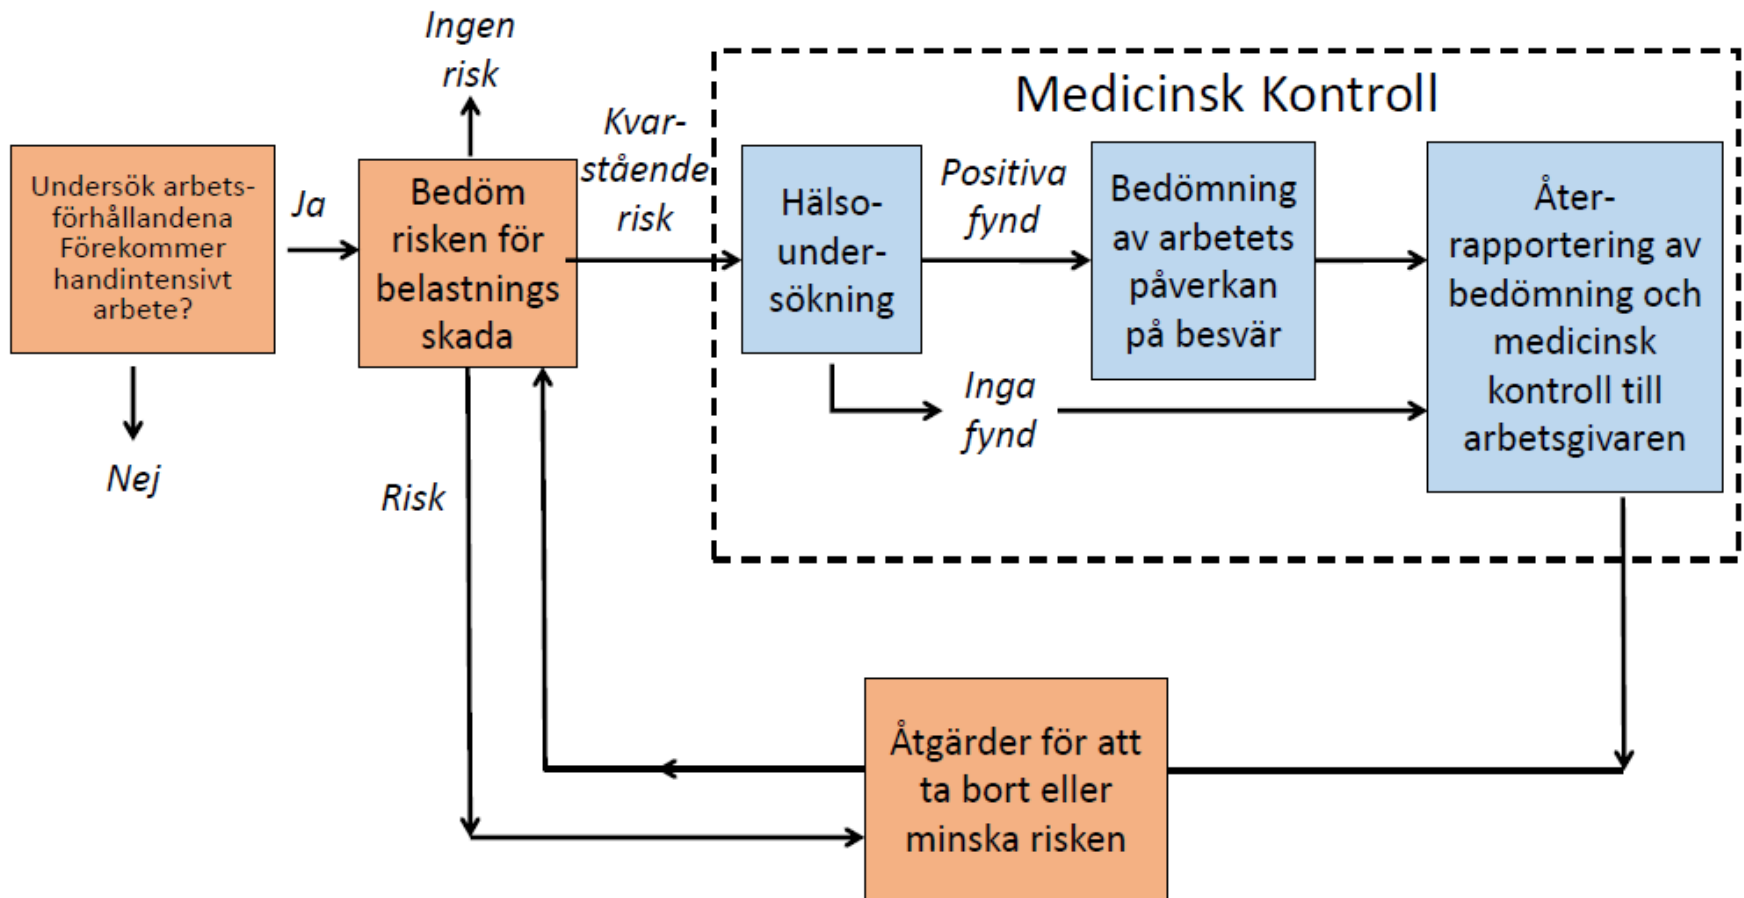 Ingen
risk
Medicinsk Kontroll
Undersök arbets-
förhållandena
Förekommer
handintensivt
arbete?
Ja
Nej
Bedöm
risken för
belastnings
skada
Kvar-
stående
risk
Hälso-
under-
sökning
Positiva
fynd
Inga
fynd
Bedömning
av arbetets
påverkan
på besvär
Åter-
rapportering av
bedömning och
medicinsk
kontroll till
arbetsgivaren
Risk
Åtgärder för att
ta bort eller
minska risken